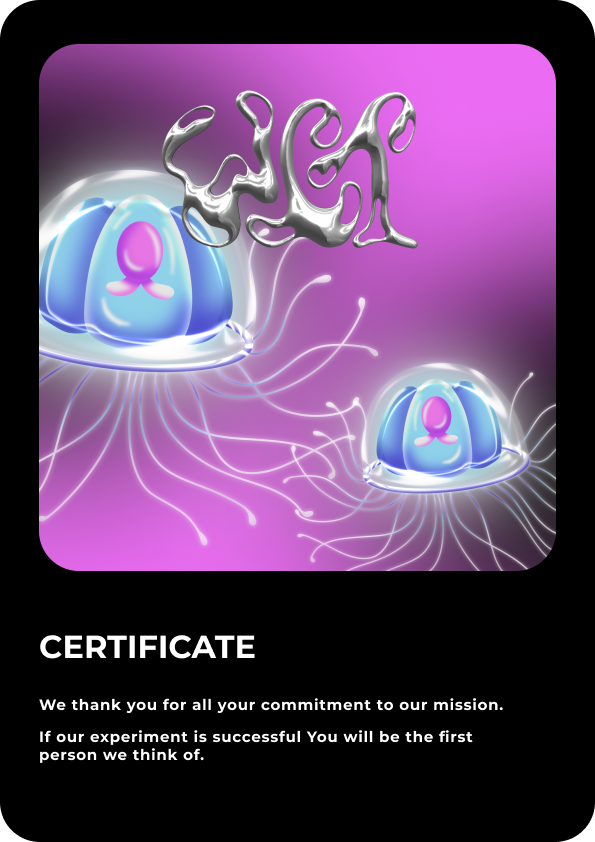 WGT
CERTIFICATE
We thank you for all your commitment to our mission.
If our experiment is successful You will be the first
person we think of.